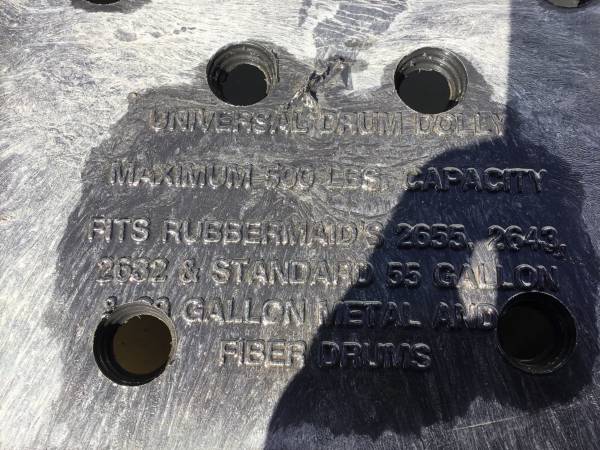 UNIVERSAL DRUM DOLLY
MAXIMUM 500 LBS. CAPACITY
FITS RUBBERMAID'S 2655, 2643,
2632 & STANDARD 55 GALLON
& GALLON METAL AND
FIBER DRUMS